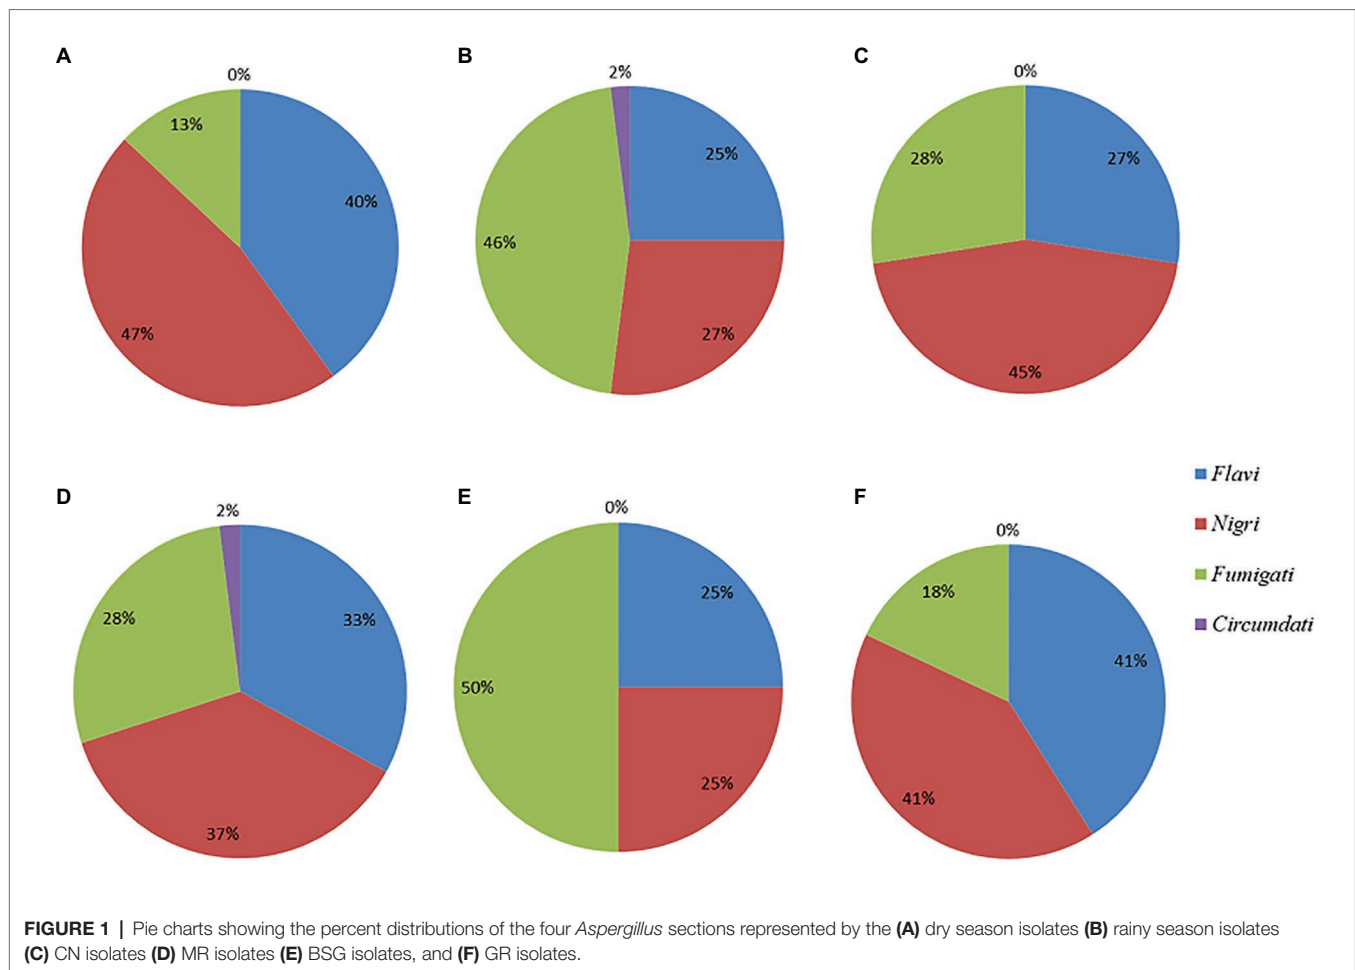 A
0%
13%
40%
47%
B
2%
25%
46%
27%
C
0%
28%
27%
45%
D
2%
33%
28%
37%
E
0%
25%
50%
25%
F
0%
18%
41%
41%
Flavi
Nigri
Fumigati
Circumdati
FIGURE 1 | Pie charts showing the percent distributions of the four Aspergillus sections represented by the (A) dry season isolates (B) rainy season isolates
(C) CN isolates (D) MR isolates (E) BSG isolates, and (F) GR isolates.